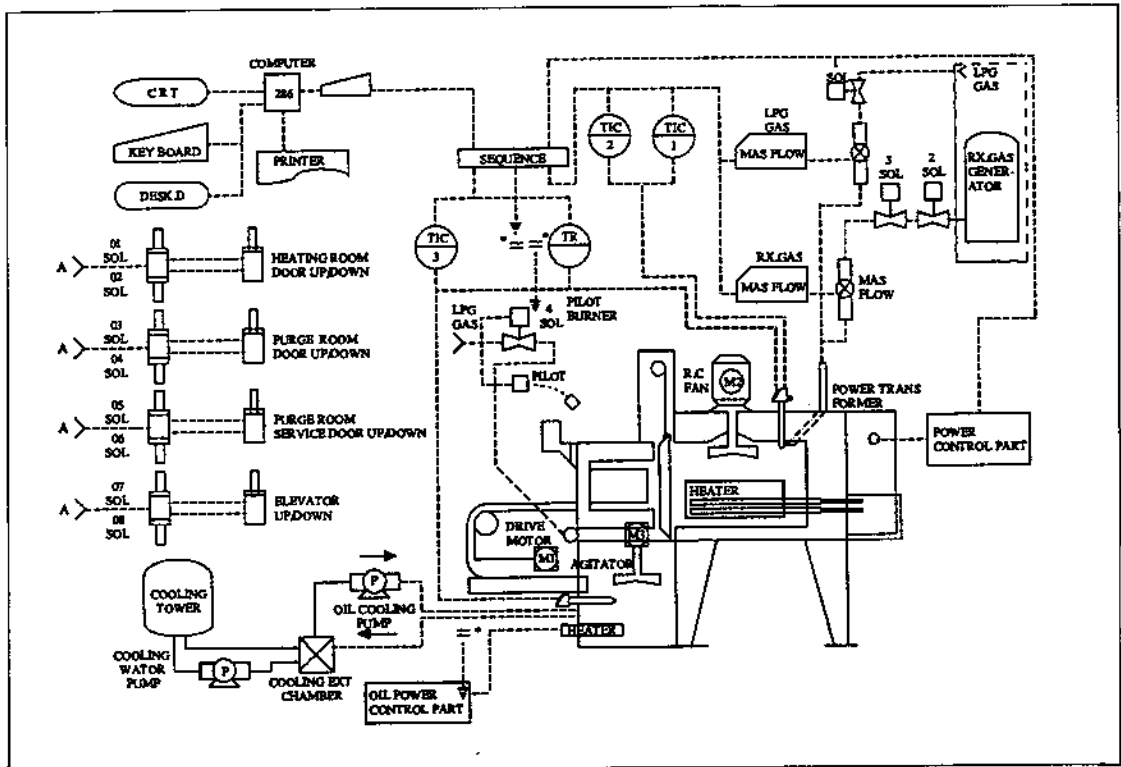 COMPUTER
C R T
286
KEY BOARD
PRINTER
DESK.D
SEQUENCE
TIC
2
TIC
1
LPG
GAS
MAS FLOW
SOL
LPG
GAS
3
SOL
2
SOL
RX.GAS
GENER-
ATOR
TIC
3
TR
RX.GAS
MAS FLOW
MAS
FLOW
01
SOL
A
02
SOL
HEATING ROOM
DOOR UP/DOWN
03
SOL
A
04
SOL
PURGE ROOM
DOOR UP/DOWN
05
SOL
A
06
SOL
PURGE ROOM
SERVICE DOOR UP/DOWN
07
SOL
A
08
SOL
ELEVATOR
UP/DOWN
LPG
GAS
4
SOL
PILOT
BURNER
PILOT
R.C
FAN
M2
POWER TRANS
FORMER
POWER
CONTROL PART
HEATER
DRIVE
MOTOR
M1
M3
AGITATOR
COOLING
TOWER
P
OIL COOLING
PUMP
COOLING
WATOR
PUMP
P
COOLING EXT
CHAMBER
HEATER
OIL POWER
CONTROL PART